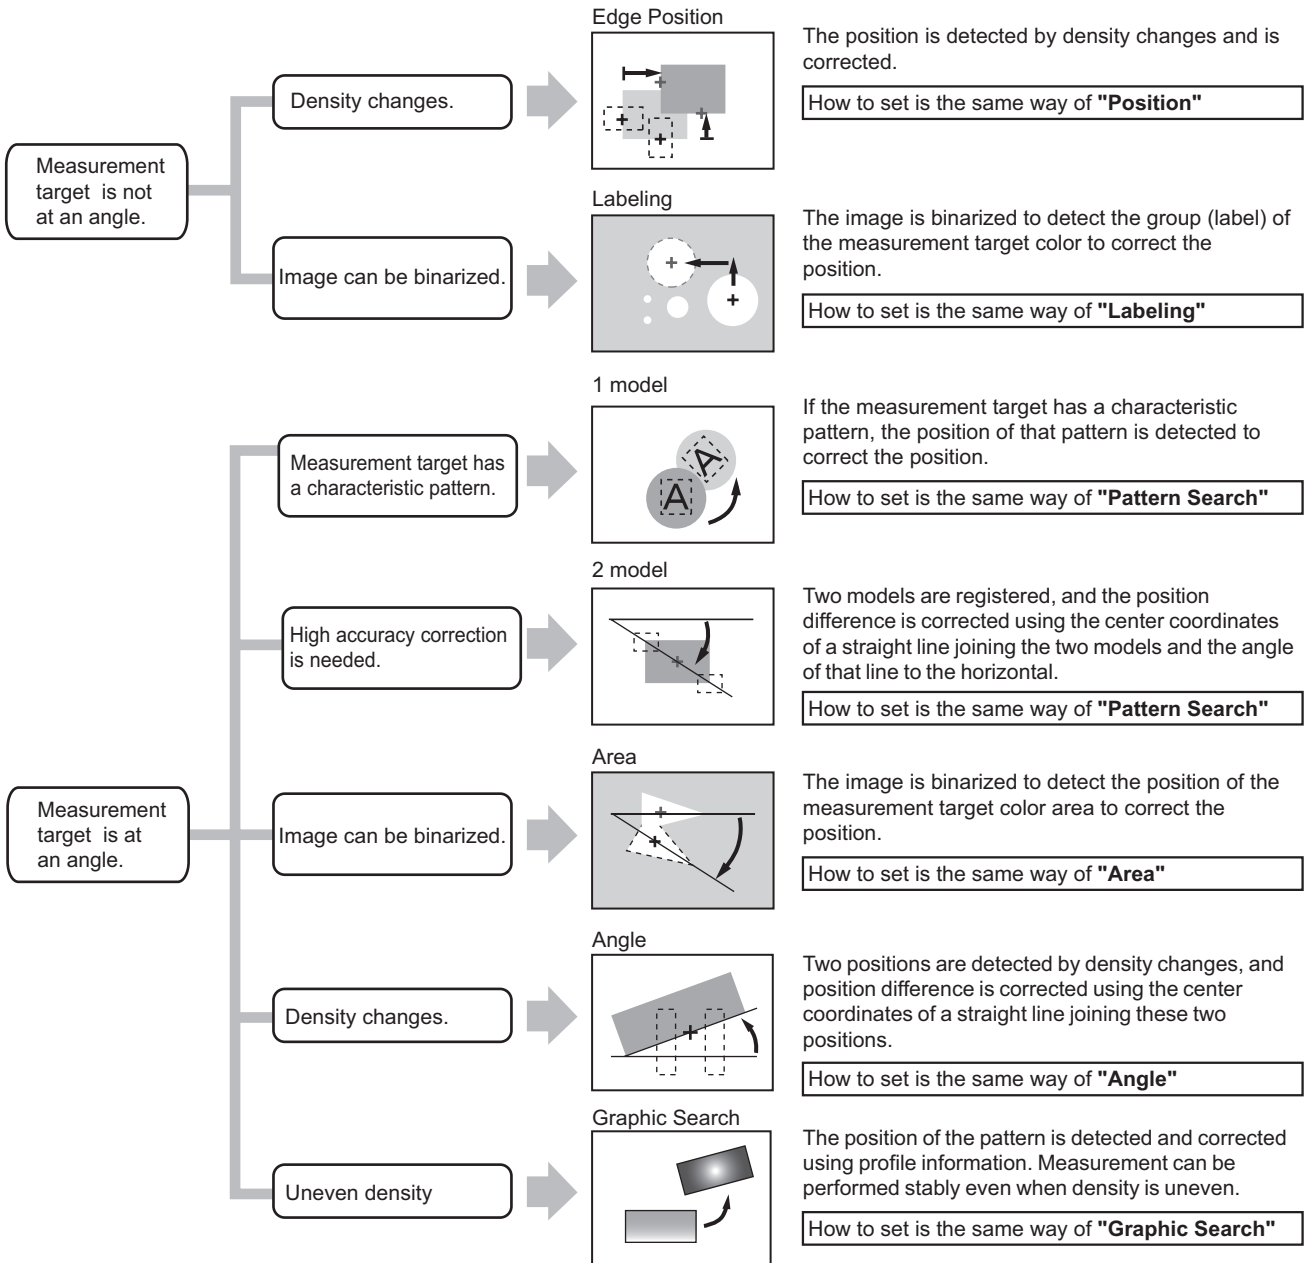 Measurement
target is not
at an angle.
Density changes.
Edge Position
The position is detected by density changes and is
corrected.
How to set is the same way of "Position"
Image can be binarized.
Labeling
The image is binarized to detect the group (label) of
the measurement target color to correct the
position.
How to set is the same way of "Labeling"
Measurement
target is at
an angle.
Measurement target has
a characteristic pattern.
1 model
A
A
If the measurement target has a characteristic
pattern, the position of that pattern is detected to
correct the position.
How to set is the same way of "Pattern Search"
High accuracy correction
is needed.
2 model
Two models are registered, and the position
difference is corrected using the center coordinates
of a straight line joining the two models and the angle
of that line to the horizontal.
How to set is the same way of "Pattern Search"
Image can be binarized.
Area
The image is binarized to detect the position of the
measurement target color area to correct the
position.
How to set is the same way of "Area"
Density changes.
Angle
Two positions are detected by density changes, and
position difference is corrected using the center
coordinates of a straight line joining these two
positions.
How to set is the same way of "Angle"
Uneven density
Graphic Search
The position of the pattern is detected and corrected
using profile information. Measurement can be
performed stably even when density is uneven.
How to set is the same way of "Graphic Search"